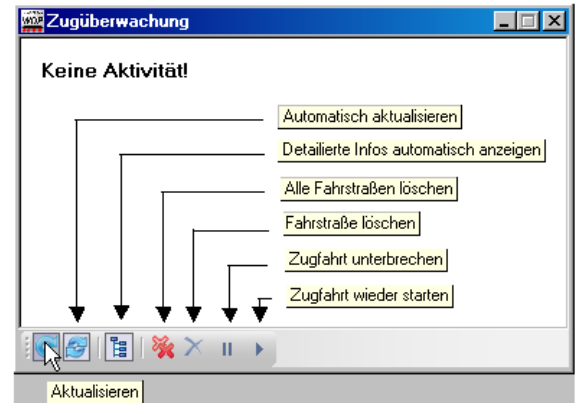 Zugüberwachung
Keine Aktivität!
Automatisch aktualisieren
Detailierte Infos automatisch anzeigen
Alle Fahrstraßen löschen
Fahrstraße löschen
Zugfahrt unterbrechen
Zugfahrt wieder starten
Aktualisieren